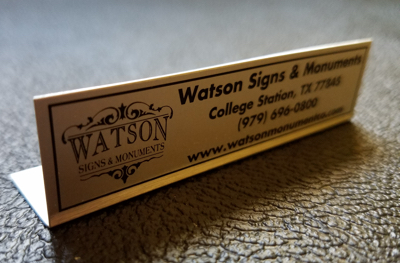 WATSON
SIGNS & MONUMENTS
Watson Signs & Monuments
College Station, TX 77845
(979) 696-0800
www.watsonmonuments.com